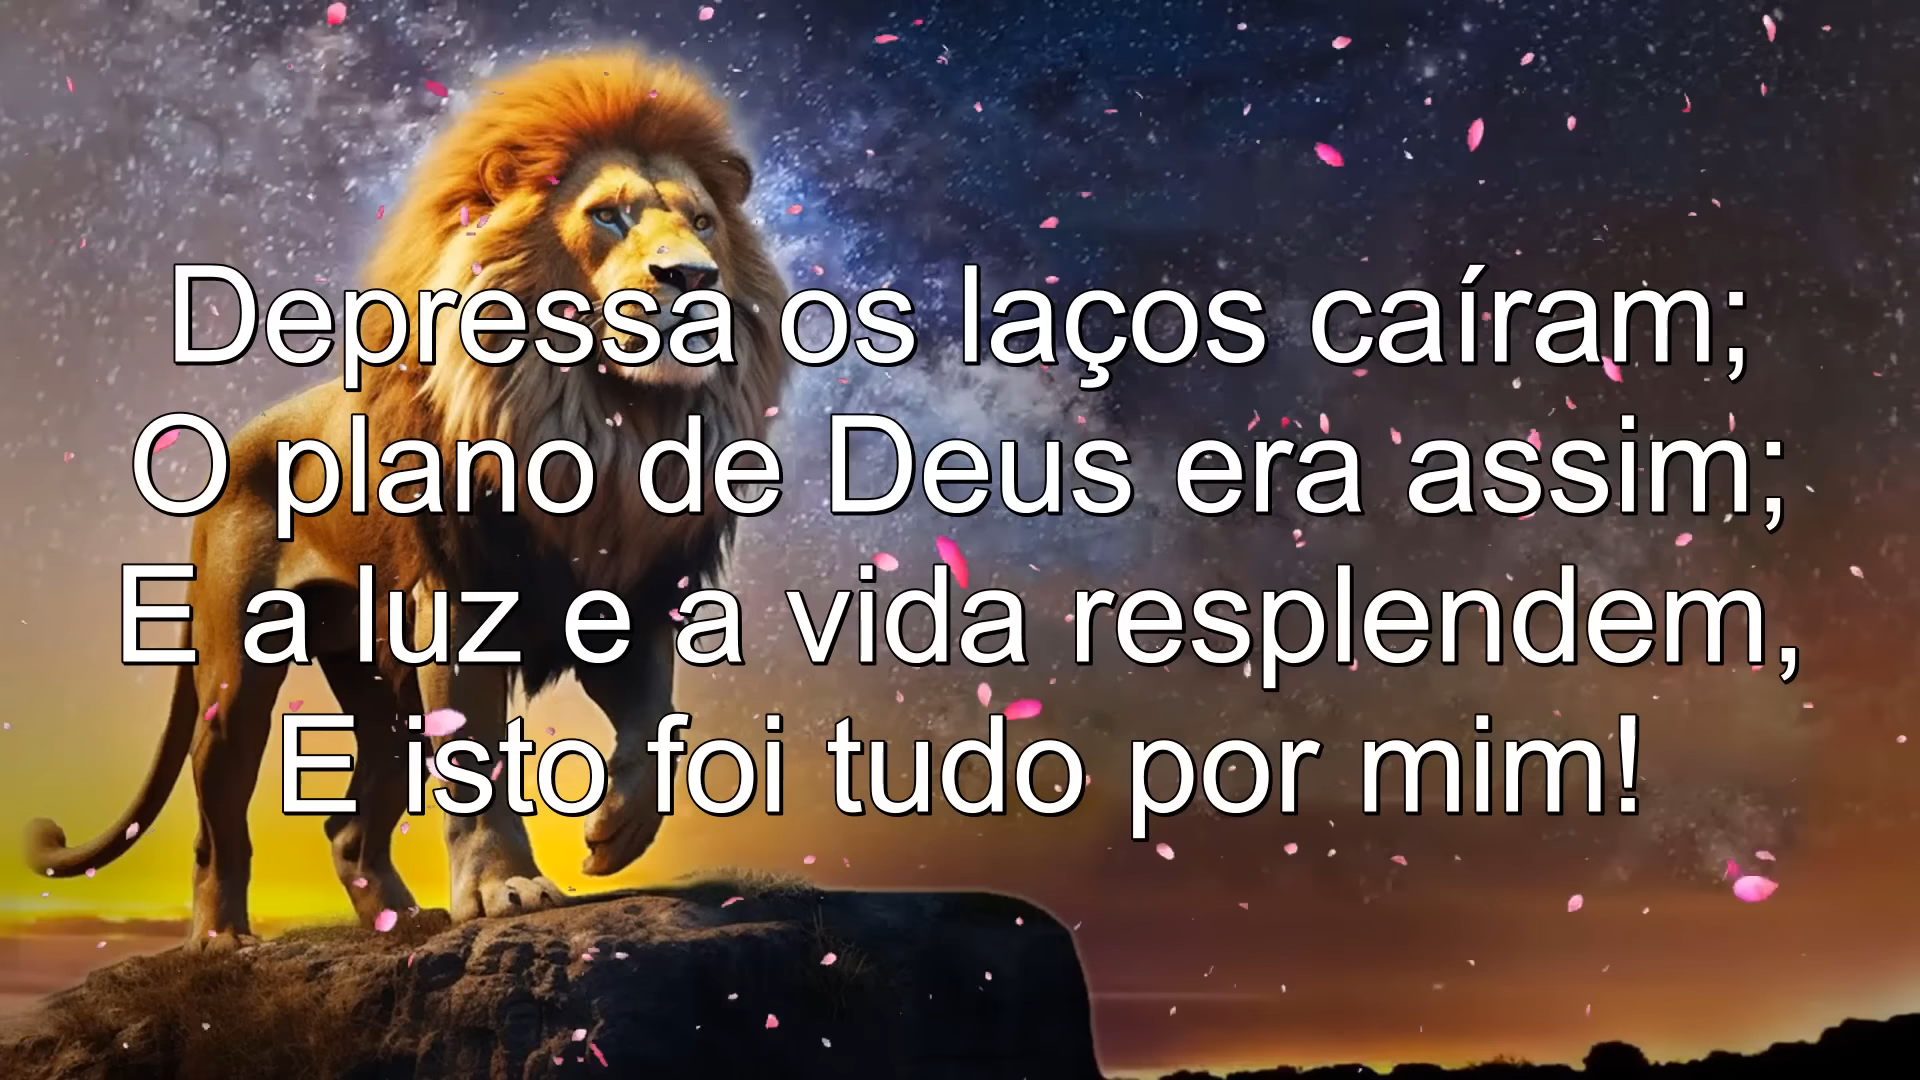 Depressa os laços caíram;
O plano de Deus era assim;
E a luz e a vida resplendem,
E isto foi tudo por mim!